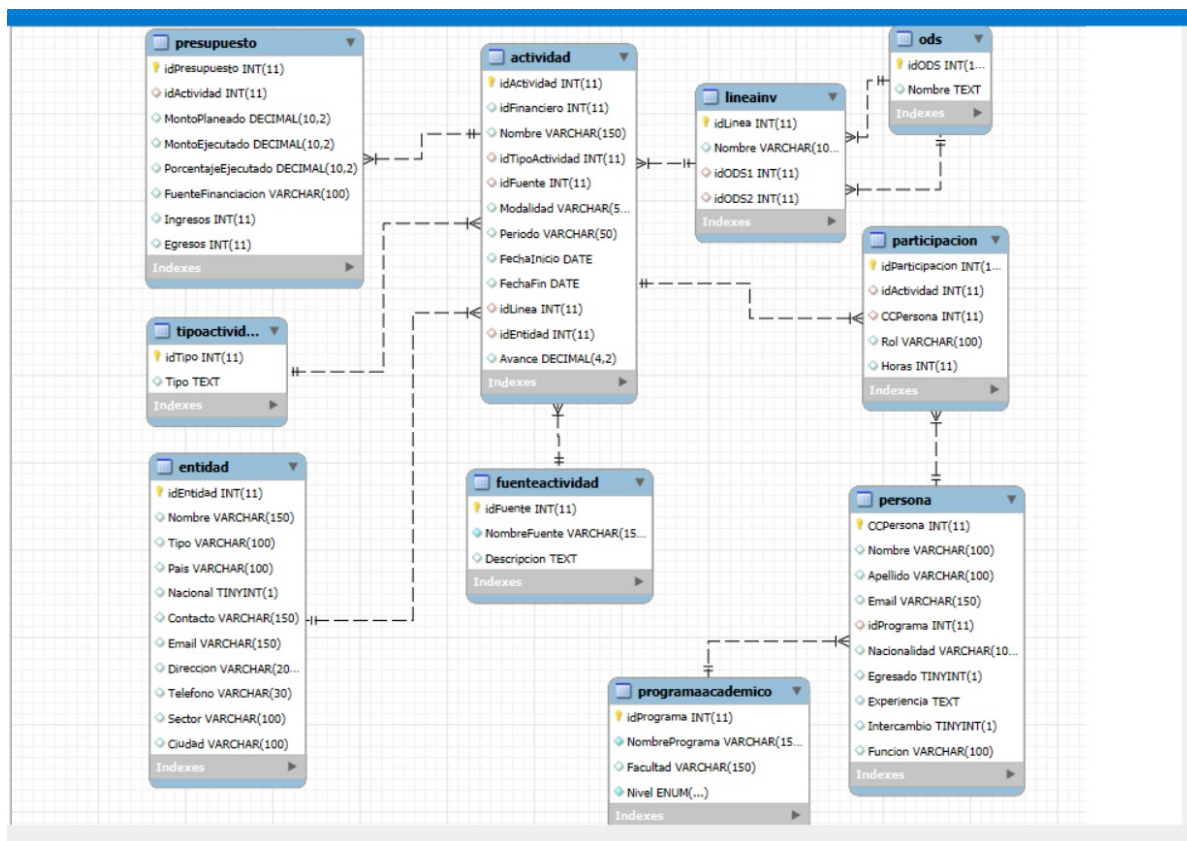 presupuesto
idPresupuesto INT(11)
idActividad INT(11)
MontoPlaneado DECIMAL(10,2)
MontoEjecutado DECIMAL(10,2)
PorcentajeEjecutado DECIMAL(10,2)
FuenteFinanciacion VARCHAR(100)
Ingresos INT(11)
Egresos INT(11)
Indexes
tipoactivid...
idTipo INT(11)
Tipo TEXT
Indexes
entidad
idEntidad INT(11)
Nombre VARCHAR(150)
Tipo VARCHAR(100)
Pais VARCHAR(100)
Nacional TINYINT(1)
Contacto VARCHAR(150)
Email VARCHAR(150)
Direccion VARCHAR(20...
Telefono VARCHAR(30)
Sector VARCHAR(100)
Ciudad VARCHAR(100)
Indexes
actividad
idActividad INT(11)
idFinanciero INT(11)
Nombre VARCHAR(150)
idTipoActividad INT(11)
idFuente INT(11)
Modalidad VARCHAR(5...
Periodo VARCHAR(50)
FechaInicio DATE
FechaFin DATE
idLinea INT(11)
idEntidad INT(11)
Avance DECIMAL(4,2)
Indexes
fuenteactividad
idFuente INT(11)
NombreFuente VARCHAR(15...
Descripcion TEXT
Indexes
lineainv
idLinea INT(11)
Nombre VARCHAR(10...
idODS1 INT(11)
idODS2 INT(11)
Indexes
ods
idODS INT(1...
Nombre TEXT
Indexes
participacion
idParticipacion INT(1...
idActividad INT(11)
CCPersona INT(11)
Rol VARCHAR(100)
Horas INT(11)
Indexes
persona
CCPersona INT(11)
Nombre VARCHAR(100)
Apellido VARCHAR(100)
Email VARCHAR(150)
idPrograma INT(11)
Nacionalidad VARCHAR(10...
Egresado TINYINT(1)
Experiencia TEXT
Intercambio TINYINT(1)
Funcion VARCHAR(100)
Indexes
programaacademico
idPrograma INT(11)
NombrePrograma VARCHAR(15...
Facultad VARCHAR(150)
Nivel ENUM(...)
Indexes